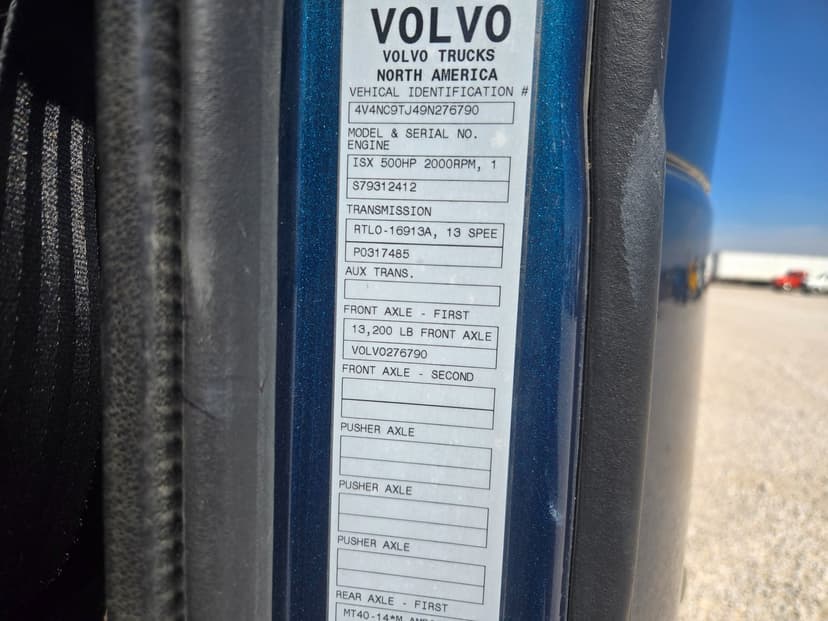 VOLVO
VOLVO TRUCKS
NORTH AMERICA
VEHICAL IDENTIFICATION #
4V4NC9TJ49N276790
MODEL & SERIAL NO.
ENGINE
ISX 500HP 2000RPM, 1
S79312412
TRANSMISSION
RTLO-16913A, 13 SPEE
P0317485
AUX TRANS.
FRONT AXLE - FIRST
13,200 LB FRONT AXLE
VOLVO276790
FRONT AXLE - SECOND
PUSHER AXLE
PUSHER AXLE
PUSHER AXLE
REAR AXLE - FIRST
MT40-14*M